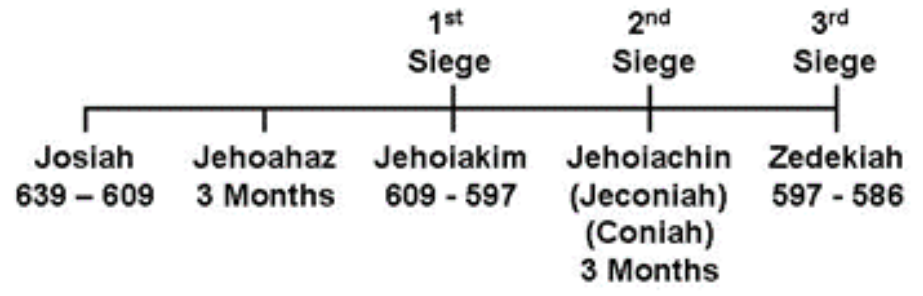 1st
Siege
2nd
Siege
3rd
Siege
Josiah
639 – 609
Jehoahaz
3 Months
Jehoiakim
609 - 597
Jehoiachin
(Jeconiah)
(Coniah)
3 Months
Zedekiah
597 - 586